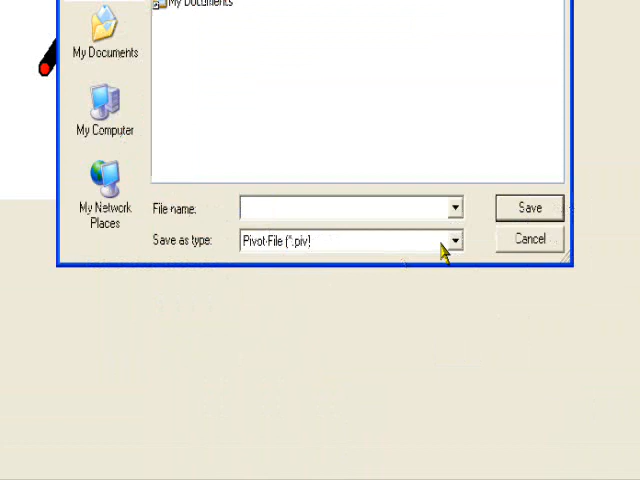 My Documents
My Documents
My Computer
My Network
Places
File name:
Save
Save as type:
Pivot File (*.piv)
Cancel